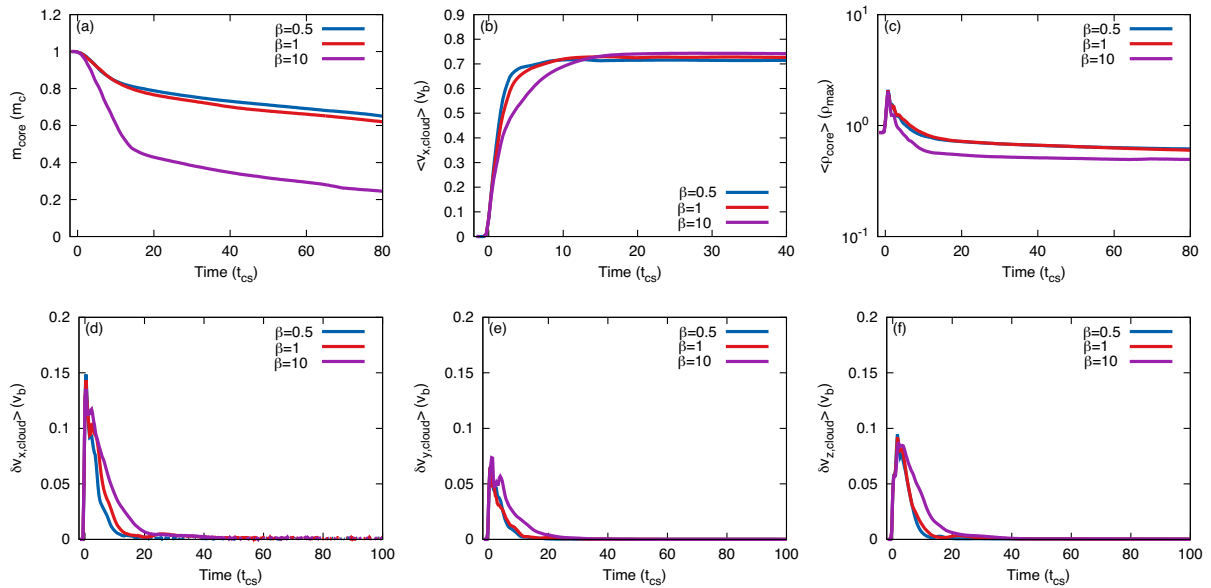 (a)
β=0.5
β=1
β=10
m_core (m_c)
1.2
1
0.8
0.6
0.4
0.2
0
0 20 40 60 80
Time (t_cs)
(b)
<v_x,cloud> (v_b)
0.9
0.8
0.7
0.6
0.5
0.4
0.3
0.2
0.1
0
β=0.5
β=1
β=10
0 10 20 30 40
Time (t_cs)
(c)
β=0.5
β=1
β=10
<ρ_core> (ρ_max)
10^1
10^0
10^-1
0 20 40 60 80
Time (t_cs)
(d)
β=0.5
β=1
β=10
δv_x,cloud> (v_b)
0.2
0.15
0.1
0.05
0
0 20 40 60 80 100
Time (t_cs)
(e)
β=0.5
β=1
β=10
δv_y,cloud> (v_b)
0.2
0.15
0.1
0.05
0
0 20 40 60 80 100
Time (t_cs)
(f)
β=0.5
β=1
β=10
δv_z,cloud> (v_b)
0.2
0.15
0.1
0.05
0
0 20 40 60 80 100
Time (t_cs)